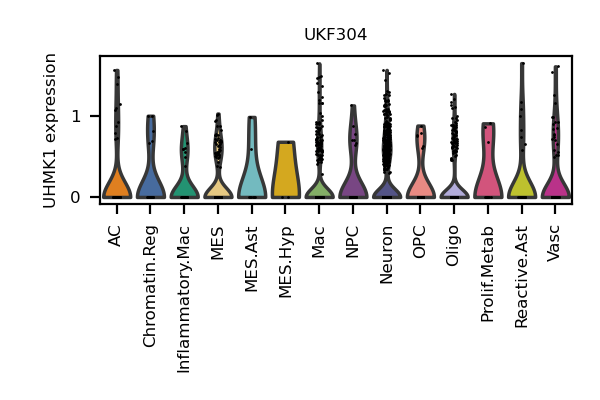 UKF304
UHMK1 expression
1
0
AC
Chromatin.Reg
Inflammatory.Mac
MES
MES.Ast
MES.Hyp
Mac
NPC
Neuron
OPC
Oligo
Prolif.Metab
Reactive.Ast
Vasc